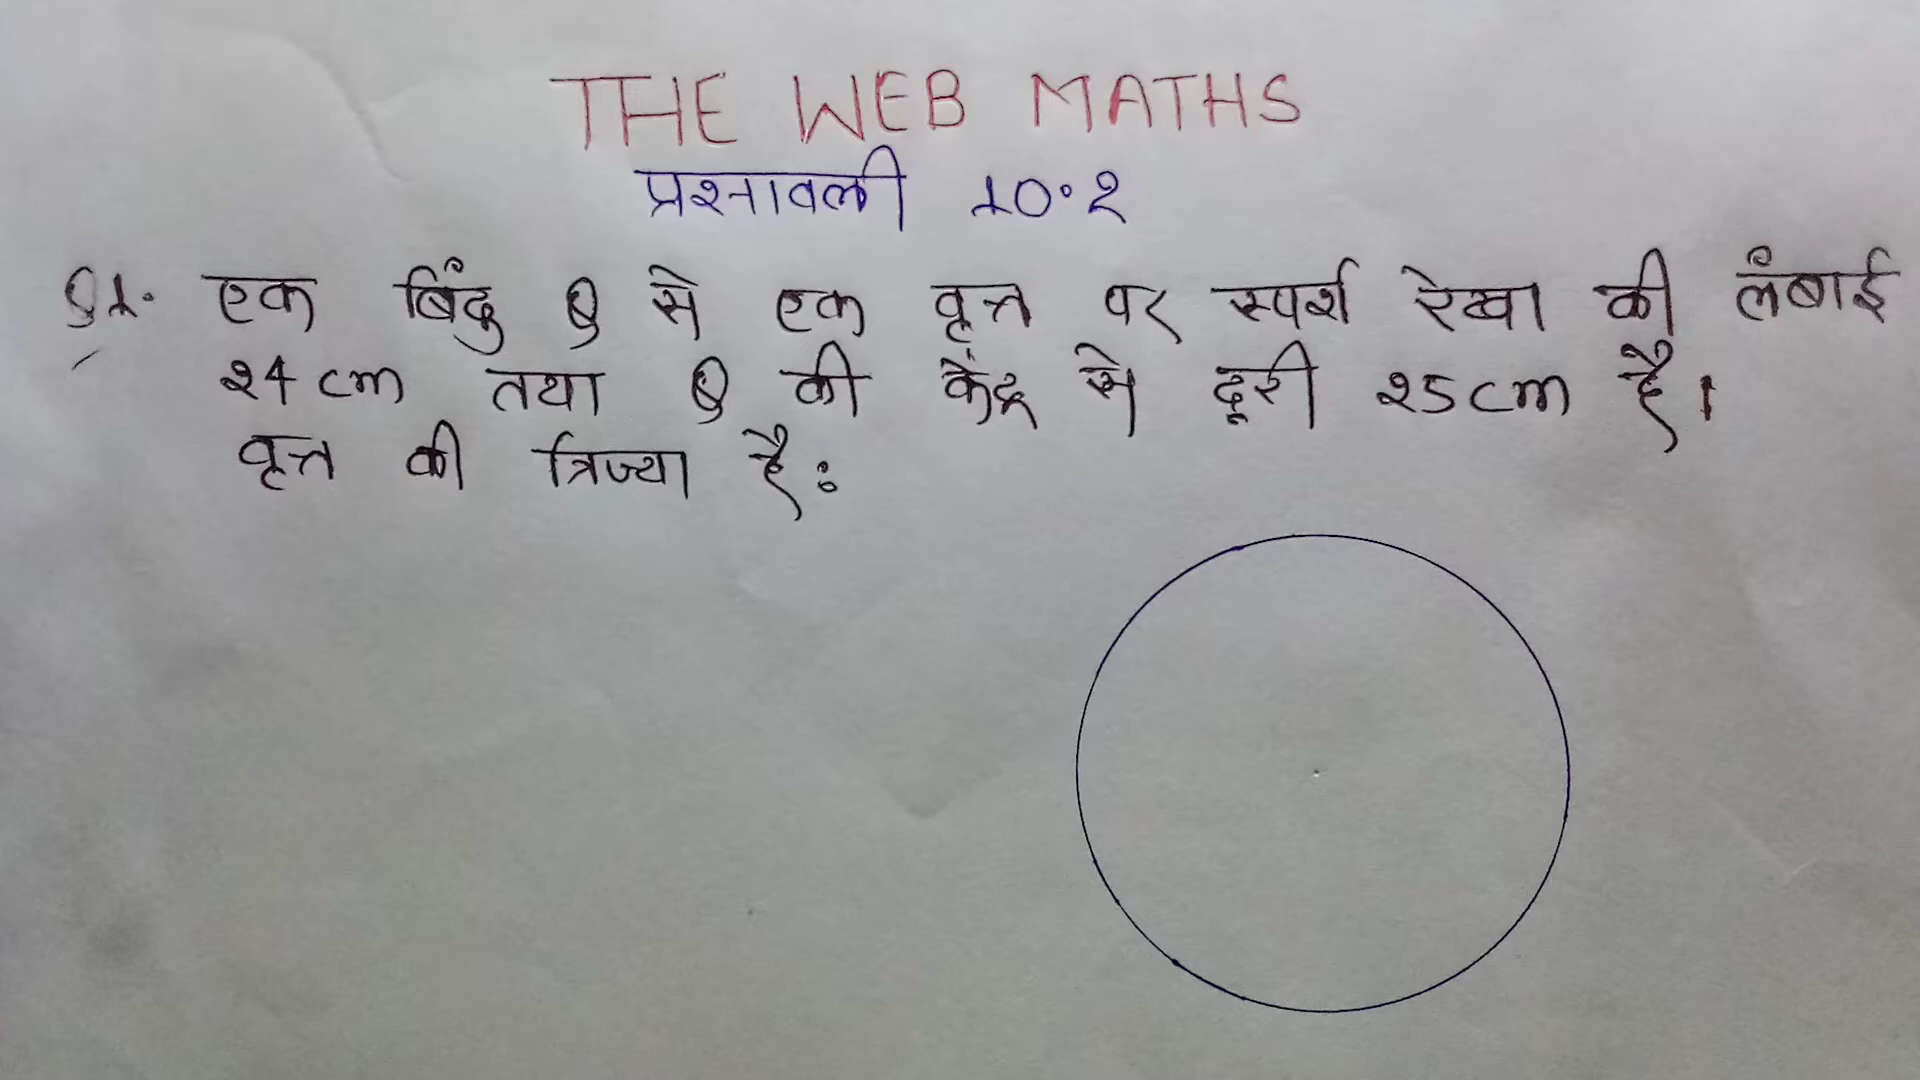 THE WEB MATHS
प्रश्नावली 10.2
Q1. एक बिंदु Q से एक वृत्त पर स्पर्श रेखा की लंबाई
24 cm तथा Q की केंद्र से दूरी 25 cm है।
वृत्त की त्रिज्या है: